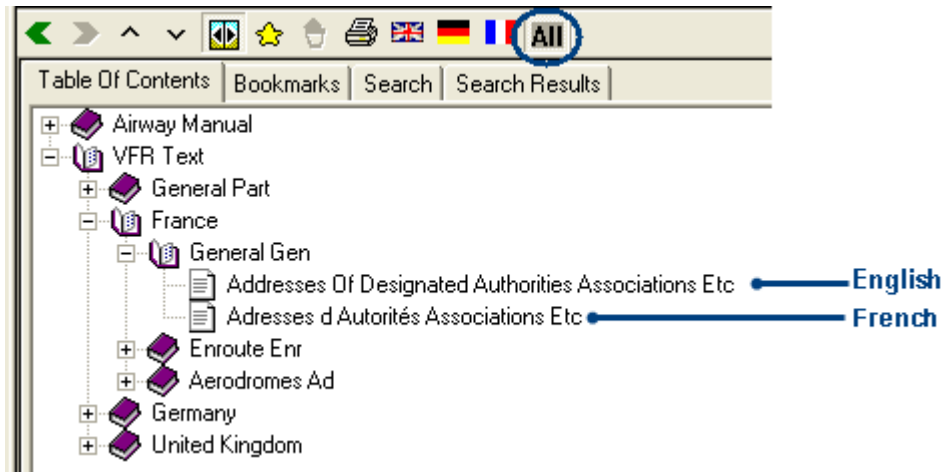 All
Table Of Contents Bookmarks Search Search Results
Airway Manual
VFR Text
General Part
France
General Gen
Addresses Of Designated Authorities Associations Etc English
Adresses d Autorités Associations Etc French
Enroute Enr
Aerodromes Ad
Germany
United Kingdom